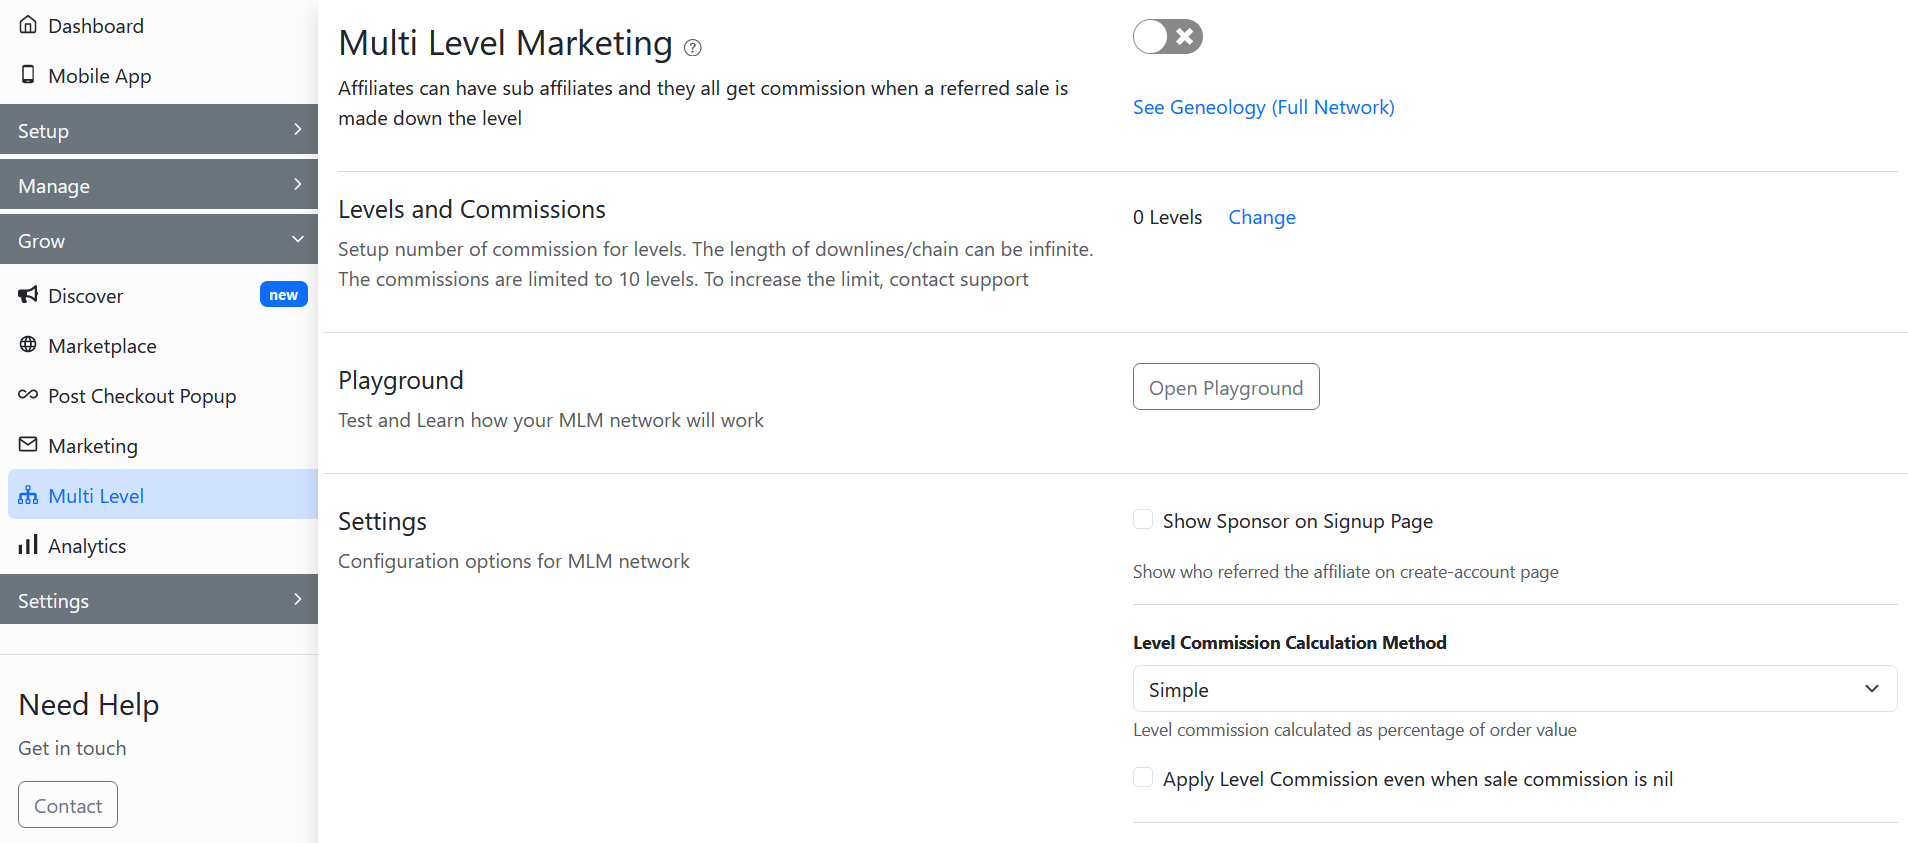 Dashboard
Mobile App
Setup
Manage
Grow
Discover
new
Marketplace
Post Checkout Popup
Marketing
Multi Level
Analytics
Settings
Need Help
Get in touch
Contact
Multi Level Marketing ?
Affiliates can have sub affiliates and they all get commission when a referred sale is
made down the level
See Geneology (Full Network)
Levels and Commissions
Setup number of commission for levels. The length of downlines/chain can be infinite.
The commissions are limited to 10 levels. To increase the limit, contact support
0 Levels Change
Playground
Test and Learn how your MLM network will work
Open Playground
Settings
Configuration options for MLM network
Show Sponsor on Signup Page
Show who referred the affiliate on create-account page
Level Commission Calculation Method
Simple
Level commission calculated as percentage of order value
Apply Level Commission even when sale commission is nil